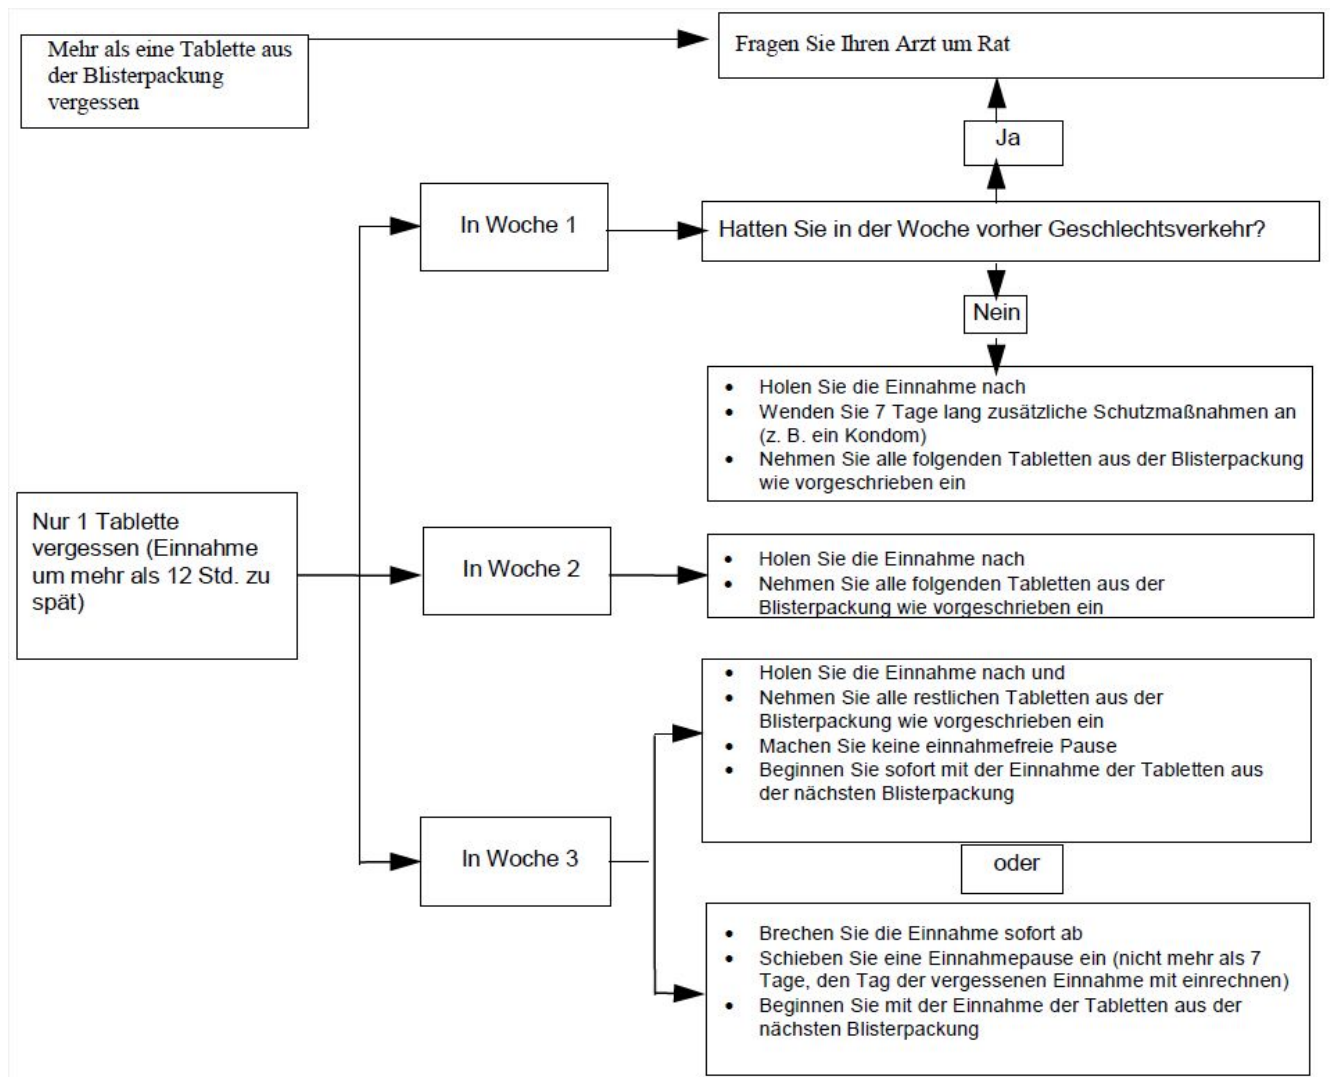 Mehr als eine Tablette aus
der Blisterpackung
vergessen
Fragen Sie Ihren Arzt um Rat
Ja
In Woche 1
Hatten Sie in der Woche vorher Geschlechtsverkehr?
Nein
• Holen Sie die Einnahme nach
• Wenden Sie 7 Tage lang zusätzliche Schutzmaßnahmen an
(z. B. ein Kondom)
• Nehmen Sie alle folgenden Tabletten aus der Blisterpackung
wie vorgeschrieben ein
Nur 1 Tablette
vergessen (Einnahme
um mehr als 12 Std. zu
spät)
In Woche 2
• Holen Sie die Einnahme nach
• Nehmen Sie alle folgenden Tabletten aus der
Blisterpackung wie vorgeschrieben ein
• Holen Sie die Einnahme nach und
• Nehmen Sie alle restlichen Tabletten aus der
Blisterpackung wie vorgeschrieben ein
• Machen Sie keine einnahmefreie Pause
• Beginnen Sie sofort mit der Einnahme der Tabletten aus
der nächsten Blisterpackung
In Woche 3
oder
• Brechen Sie die Einnahme sofort ab
• Schieben Sie eine Einnahmepause ein (nicht mehr als 7
Tage, den Tag der vergessenen Einnahme mit einrechnen)
• Beginnen Sie mit der Einnahme der Tabletten aus der
nächsten Blisterpackung